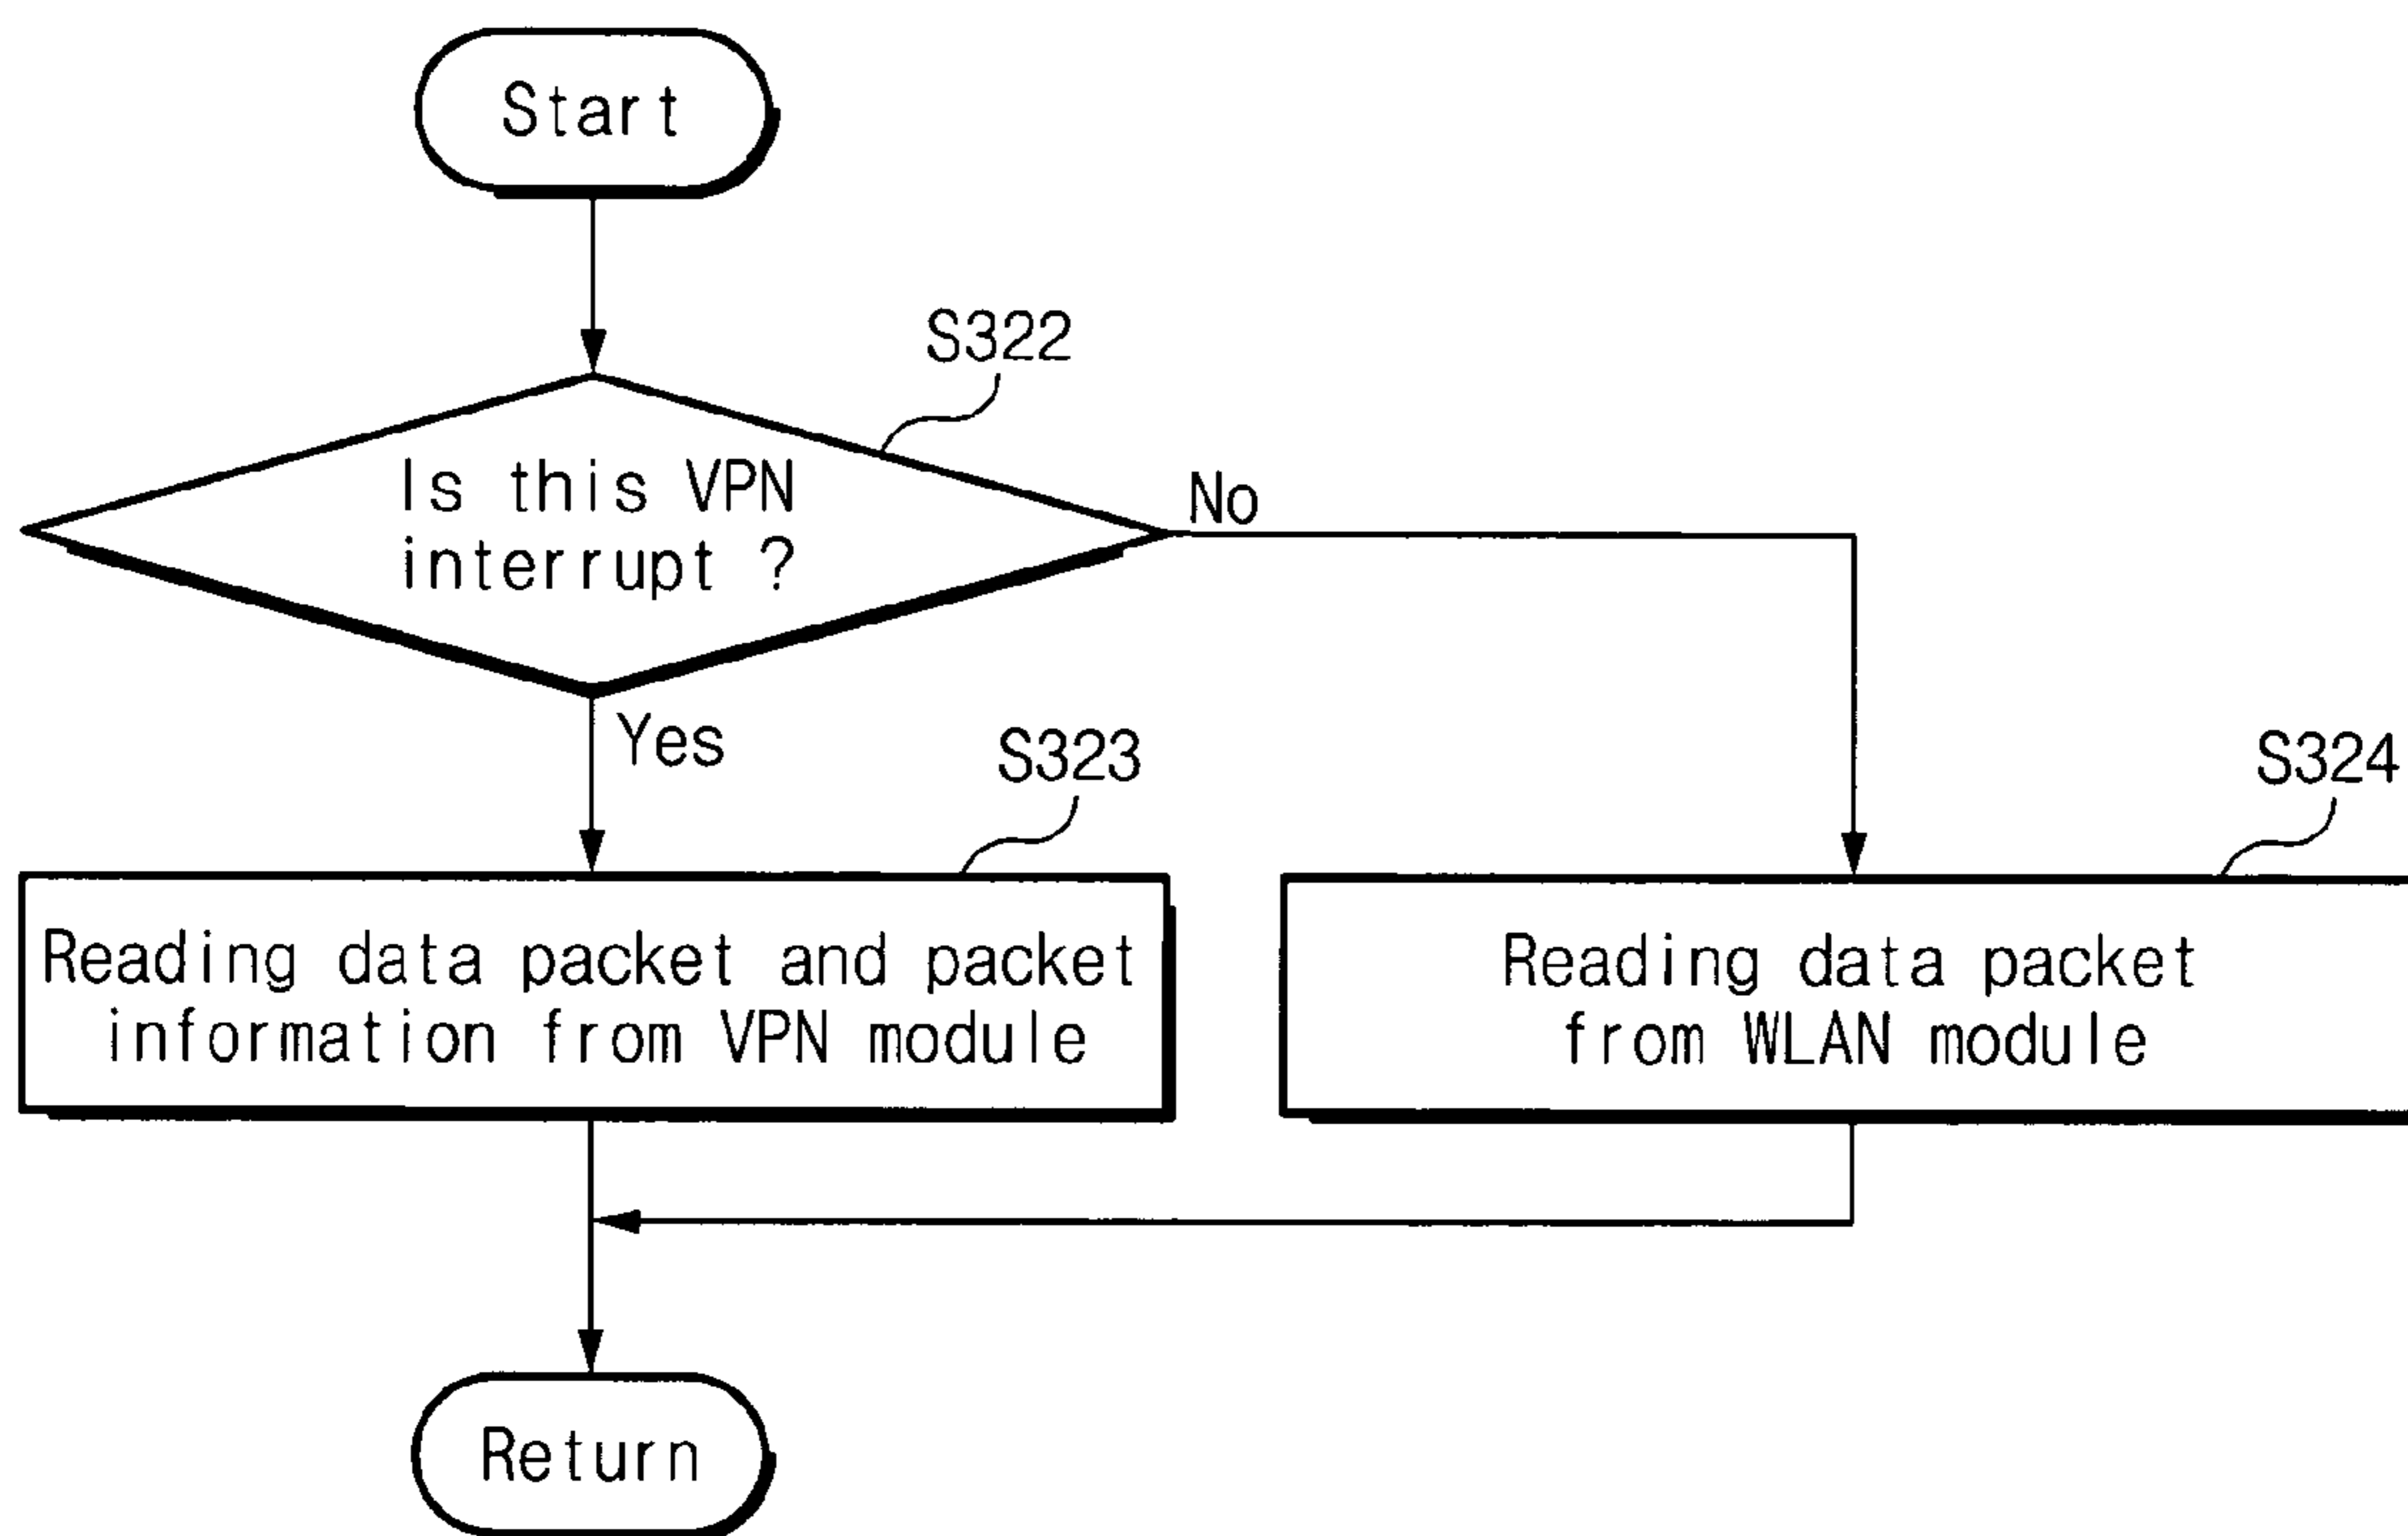 Start
S322
Is this VPN
interrupt ?
No
Yes
S323
S324
Reading data packet and packet
information from VPN module
Reading data packet
from WLAN module
Return